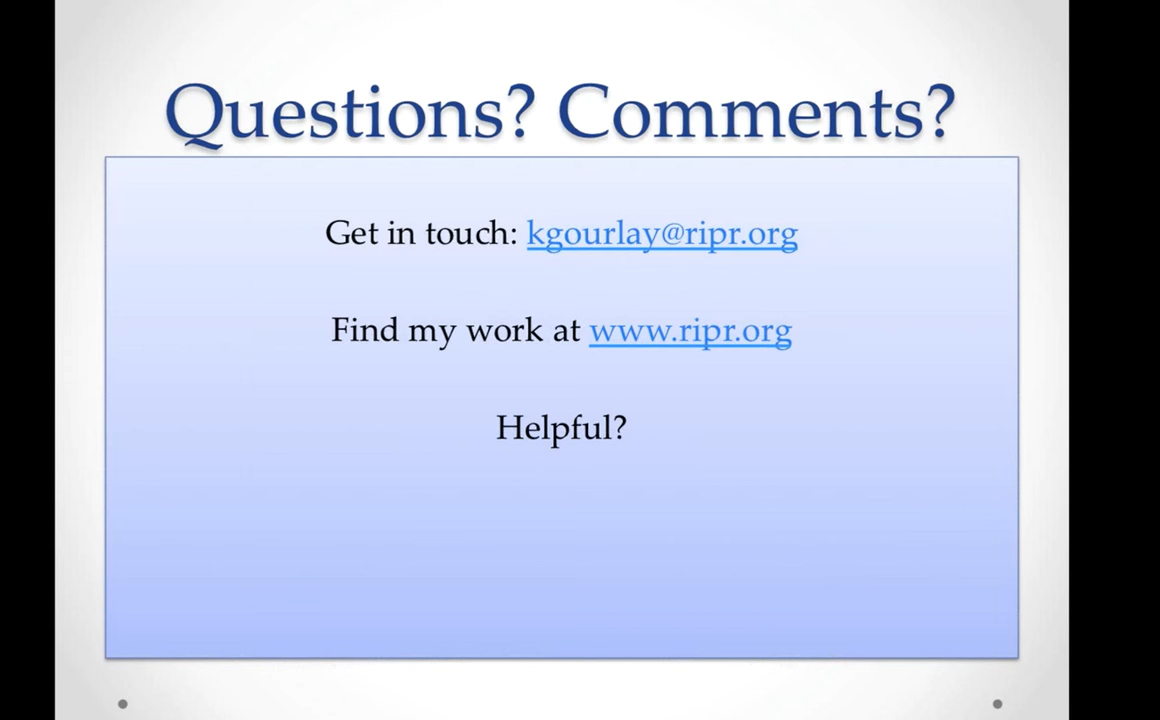 Questions? Comments?
Get in touch: kgourlay@ripr.org
Find my work at www.ripr.org
Helpful?